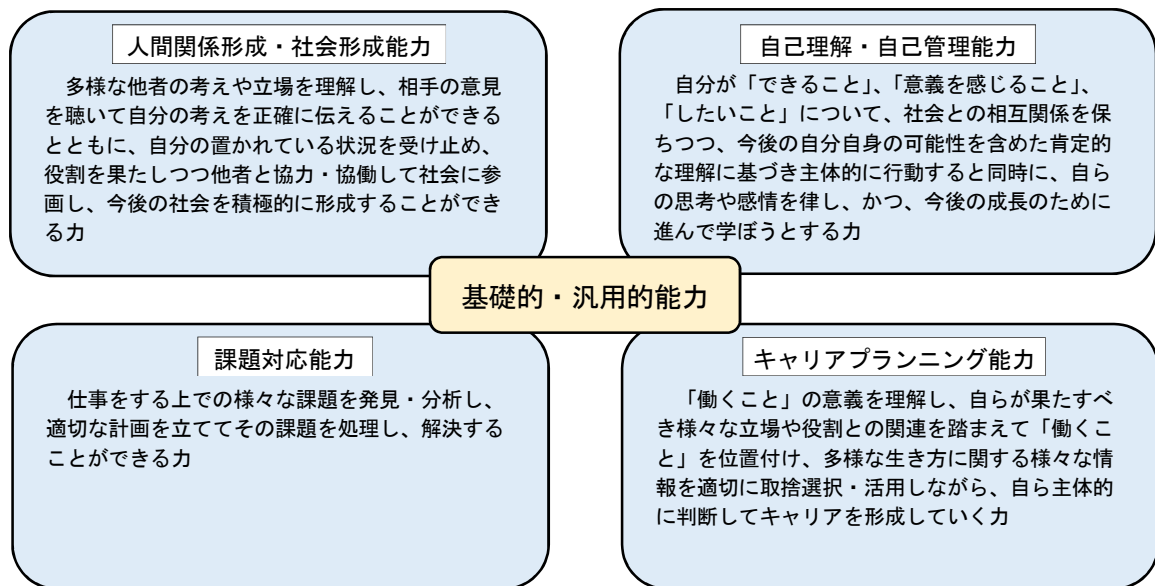 人間関係形成・社会形成能力
多様な他者の考えや立場を理解し、相手の意見
を聴いて自分の考えを正確に伝えることができる
とともに、自分の置かれている状況を受け止め、
役割を果たしつつ他者と協力・協働して社会に参
画し、今後の社会を積極的に形成することができ
る力
自己理解・自己管理能力
自分が「できること」、「意義を感じること」、
「したいこと」について、社会との相互関係を保
ちつつ、今後の自分自身の可能性を含めた肯定的
な理解に基づき主体的に行動すると同時に、自ら
の思考や感情を律し、かつ、今後の成長のために
進んで学ぼうとする力
基礎的・汎用的能力
課題対応能力
仕事をする上での様々な課題を発見・分析し、
適切な計画を立ててその課題を処理し、解決する
ことができる力
キャリアプランニング能力
「働くこと」の意義を理解し、自らが果たすべ
き様々な立場や役割との関連を踏まえて「働くこ
と」を位置付け、多様な生き方に関する様々な情
報を適切に取捨選択・活用しながら、自ら主体的
に判断してキャリアを形成していく力